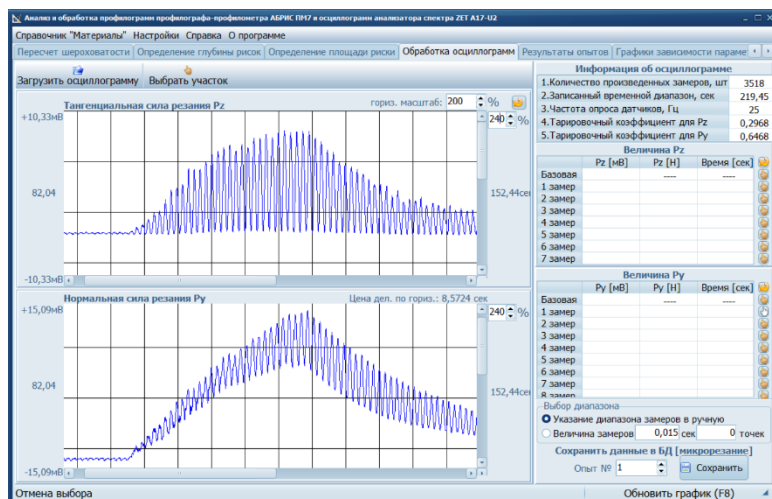 Анализ и обработка профилограмм профилографа-профилометра АБРИС ПМ7 и осциллограмм анализатора спектра ZET A17-U2
Справочник "Материалы" Настройки Справка О программе
Пересчет шероховатости Определение глубины рисок Определение площади риски Обработка осциллограмм Результаты опытов Графики зависимости параме
Загрузить осциллограмму Выбрать участок
Тангенциальная сила резания Pz гориз. масштаб: 200 %
+10,33мВ
240 %
82,04
152,44сек
-10,33мВ
Нормальная сила резания Py Цена дел. по гориз.: 8,5724 сек
+15,09мВ
240 %
82,04
152,44сек
-15,09мВ
Информация об осциллограмме
1.Количество произведенных замеров, шт 3518
2.Записанный временной диапазон, сек 219,45
3.Частота опроса датчиков, Гц 25
4.Тарировочный коэффициент для Pz 0,2968
5.Тарировочный коэффициент для Py 0,6468
Величина Pz
Pz [мВ] Pz [Н] Время [сек]
Базовая ---- ----
1 замер
2 замер
3 замер
4 замер
5 замер
6 замер
7 замер
Величина Py
Py [мВ] Py [Н] Время [сек]
Базовая ---- ----
1 замер
2 замер
3 замер
4 замер
5 замер
6 замер
7 замер
8 замер
Выбор диапазона
Указание диапазона замеров в ручную
Величина замеров 0,015 сек 0 точек
Сохранить данные в БД [микрорезание]
Опыт № 1 Сохранить
Отмена выбора Обновить график (F8)